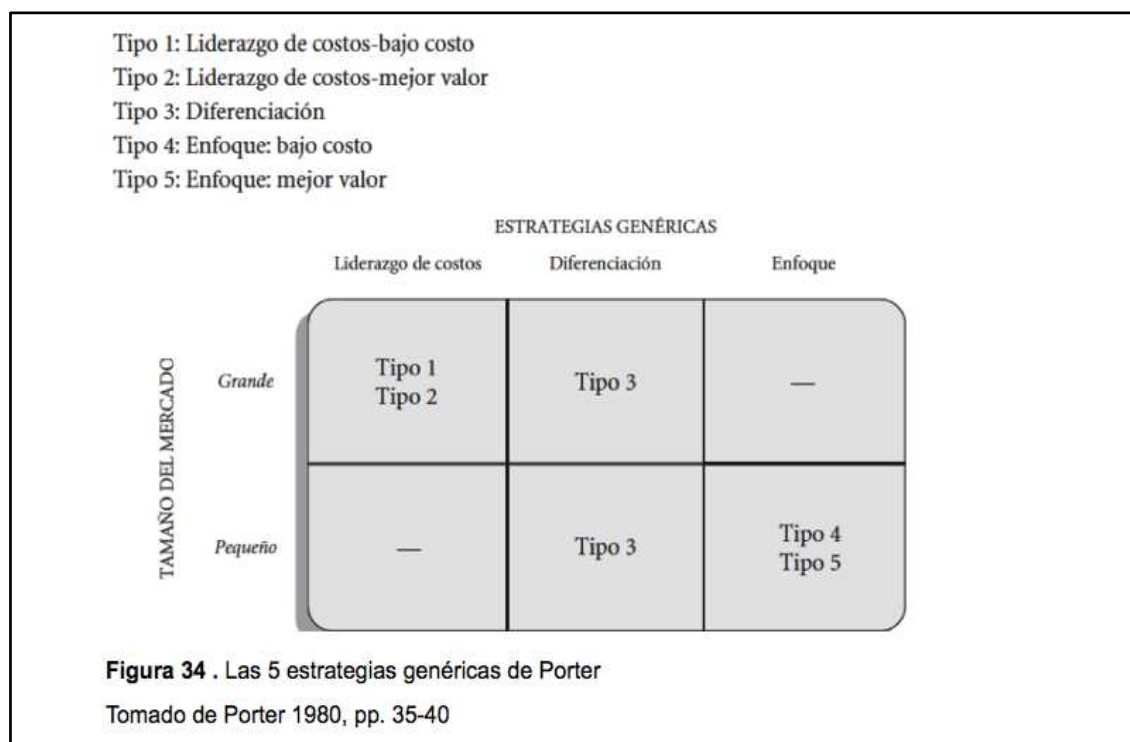 Tipo 1: Liderazgo de costos-bajo costo
Tipo 2: Liderazgo de costos-mejor valor
Tipo 3: Diferenciación
Tipo 4: Enfoque: bajo costo
Tipo 5: Enfoque: mejor valor
ESTRATEGIAS GENÉRICAS
Liderazgo de costos Diferenciación Enfoque
TAMAÑO DEL MERCADO
Grande
Tipo 1
Tipo 2
Tipo 3
—
Pequeño
—
Tipo 3
Tipo 4
Tipo 5
Figura 34 . Las 5 estrategias genéricas de Porter
Tomado de Porter 1980, pp. 35-40